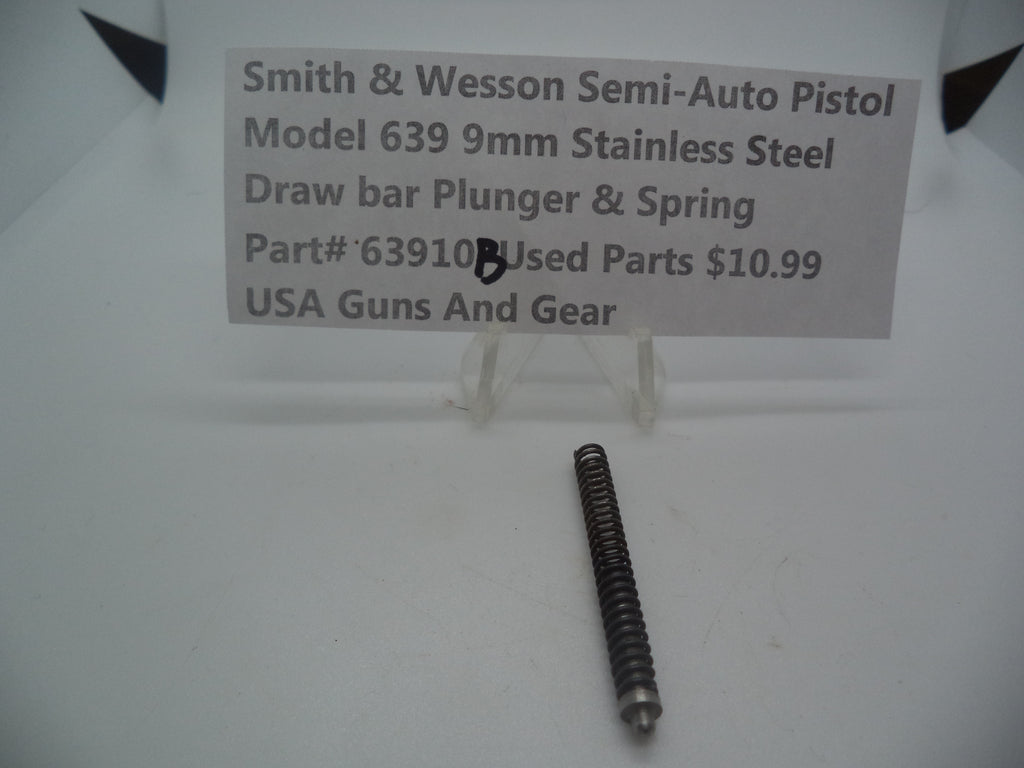 Smith & Wesson Semi-Auto Pistol
Model 639 9mm Stainless Steel
Draw bar Plunger & Spring
Part# 63910B Used Parts $10.99
USA Guns And Gear